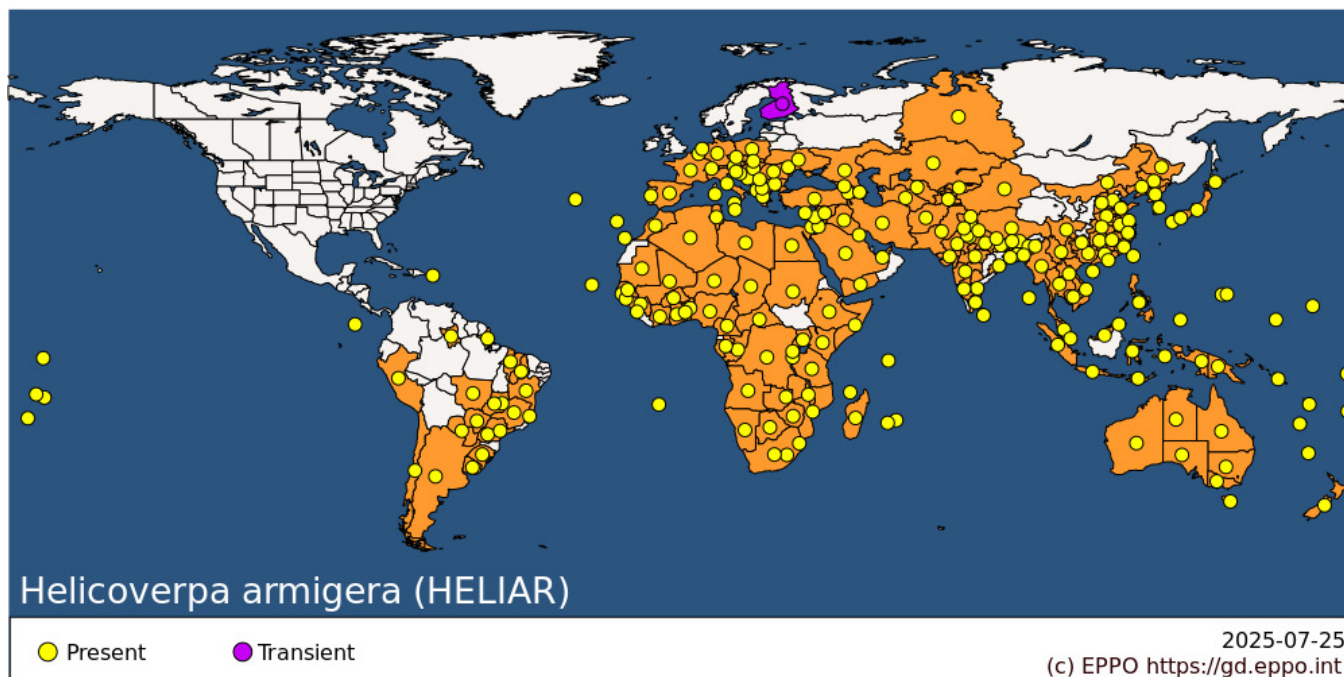 Helicoverpa armigera (HELIAR)
Present
Transient
2025-07-25
(c) EPPO https://gd.eppo.int